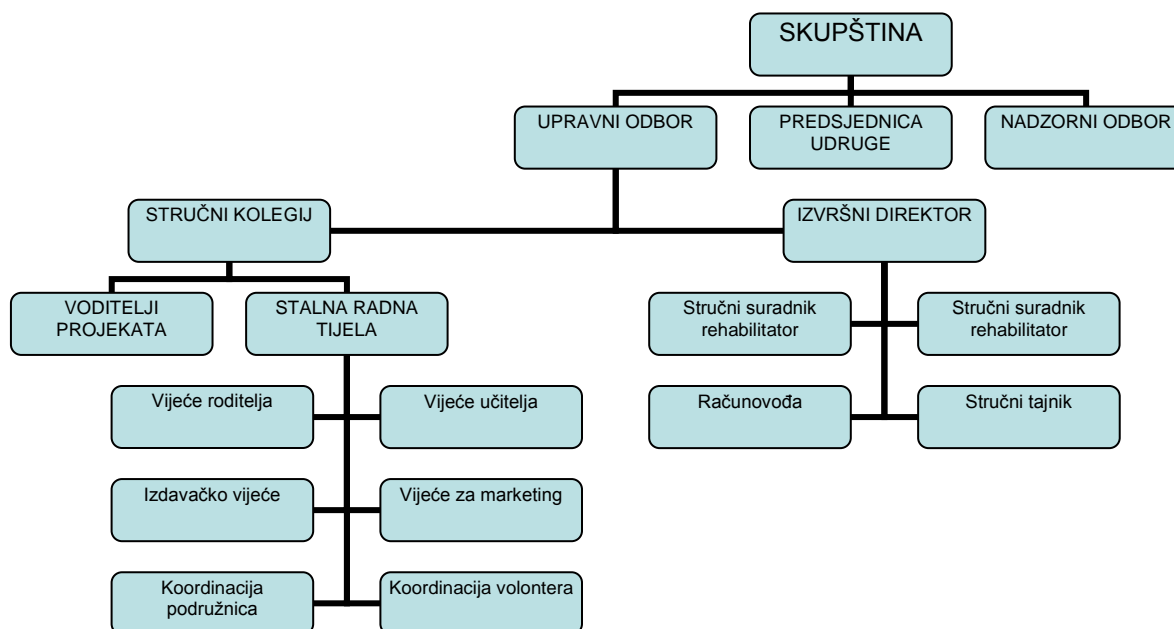 SKUPŠTINA
UPRAVNI ODBOR
PREDSJEDNICA
UDRUGE
NADZORNI ODBOR
STRUČNI KOLEGIJ
IZVRŠNI DIREKTOR
VODITELJI
PROJEKATA
STALNA RADNA
TIJELA
Stručni suradnik
rehabilitator
Stručni suradnik
rehabilitator
Vijeće roditelja
Vijeće učitelja
Računovođa
Stručni tajnik
Izdavačko vijeće
Vijeće za marketing
Koordinacija
podružnica
Koordinacija volontera